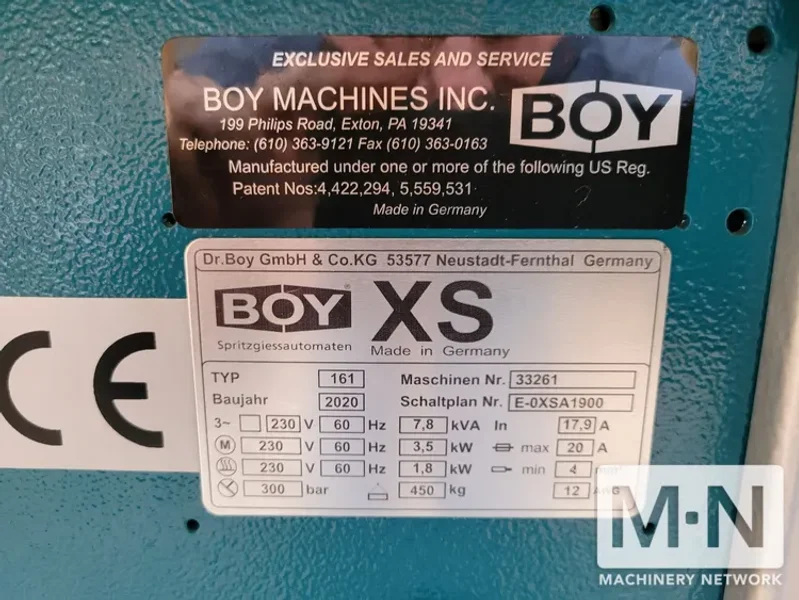 EXCLUSIVE SALES AND SERVICE
BOY MACHINES INC.
BOY
199 Philips Road, Exton, PA 19341
Telephone: (610) 363-9121 Fax (610) 363-0163
Manufactured under one or more of the following US Reg.
Patent Nos:4,422,294, 5,559,531
Made in Germany
Dr.Boy GmbH & Co.KG 53577 Neustadt-Fernthal Germany
BOY XS
Spritzgiessautomaten Made in Germany
TYP 161 Maschinen Nr. 33261
Baujahr 2020 Schaltplan Nr. E-0XSA1900
3~ 230 V 60 Hz 7,8 kVA In 17,9 A
M 230 V 60 Hz 3,5 kW max 20 A
230 V 60 Hz 1,8 kW min 4
300 bar 450 kg 12
CE
M·N
MACHINERY NETWORK